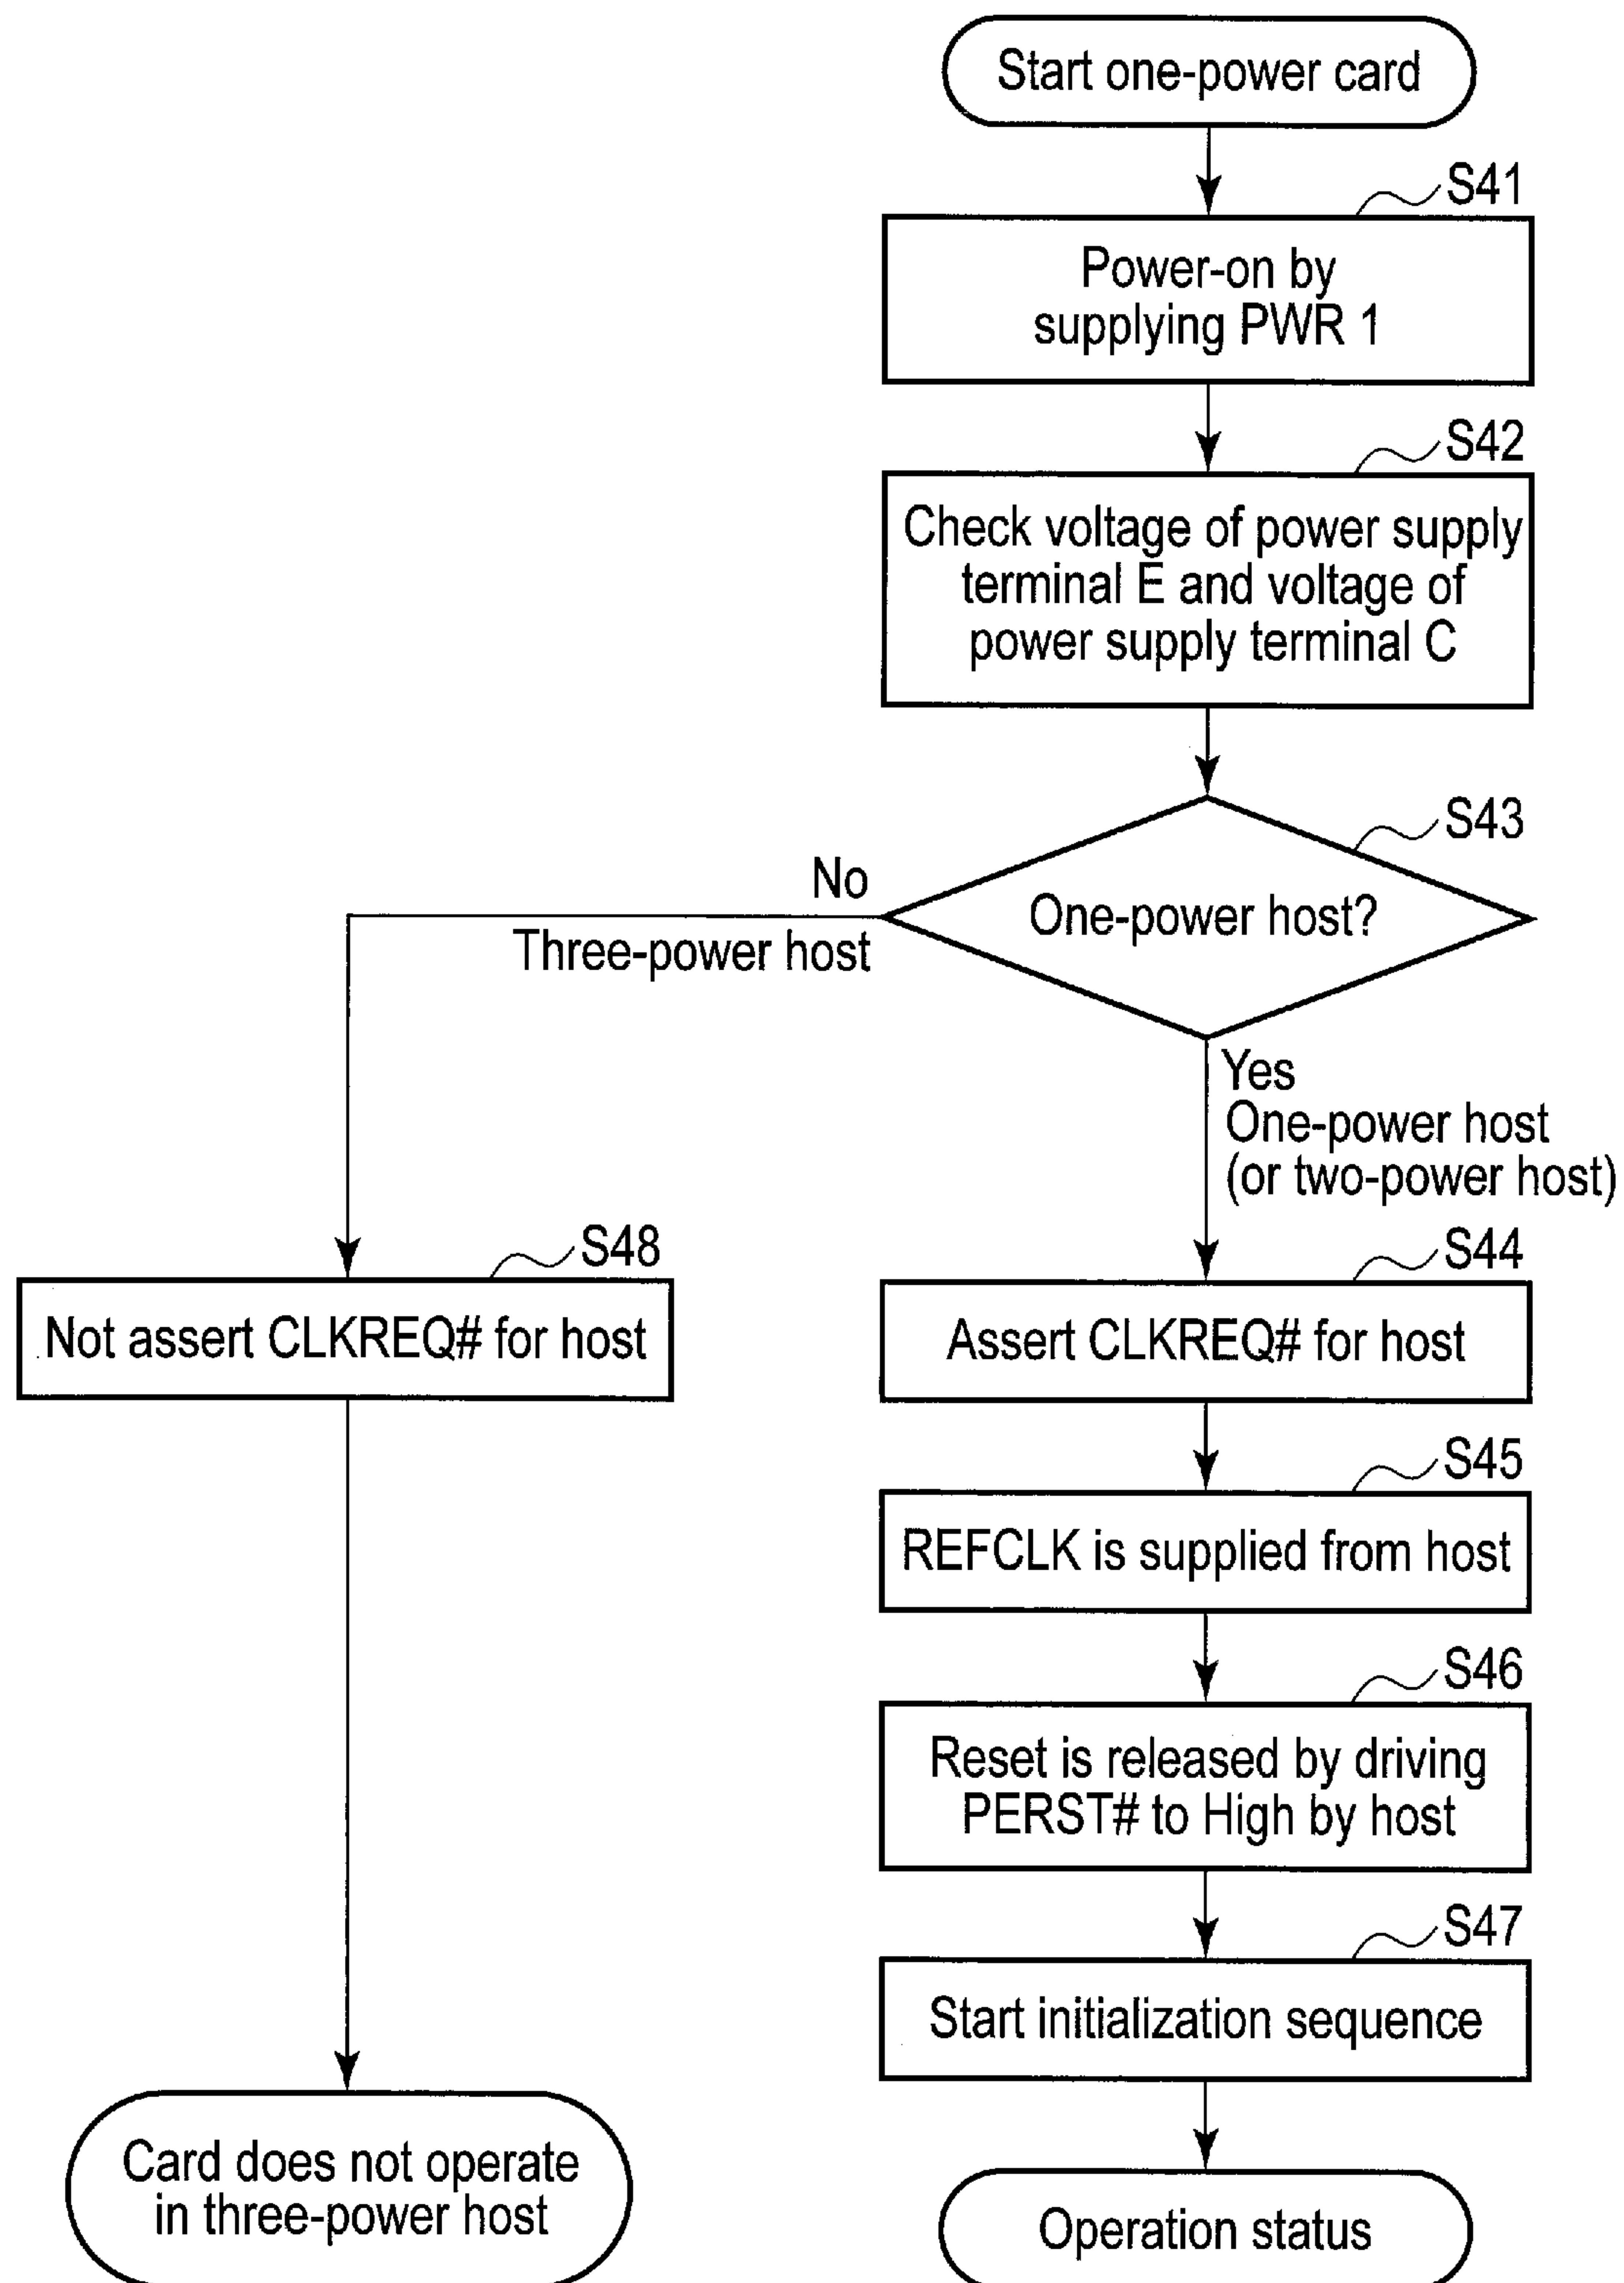 Start one-power card
S41
Power-on by
supplying PWR 1
S42
Check voltage of power supply
terminal E and voltage of
power supply terminal C
S43
One-power host?
No
Three-power host
Yes
One-power host
(or two-power host)
S48
Not assert CLKREQ# for host
S44
Assert CLKREQ# for host
S45
REFCLK is supplied from host
S46
Reset is released by driving
PERST# to High by host
S47
Start initialization sequence
Card does not operate
in three-power host
Operation status